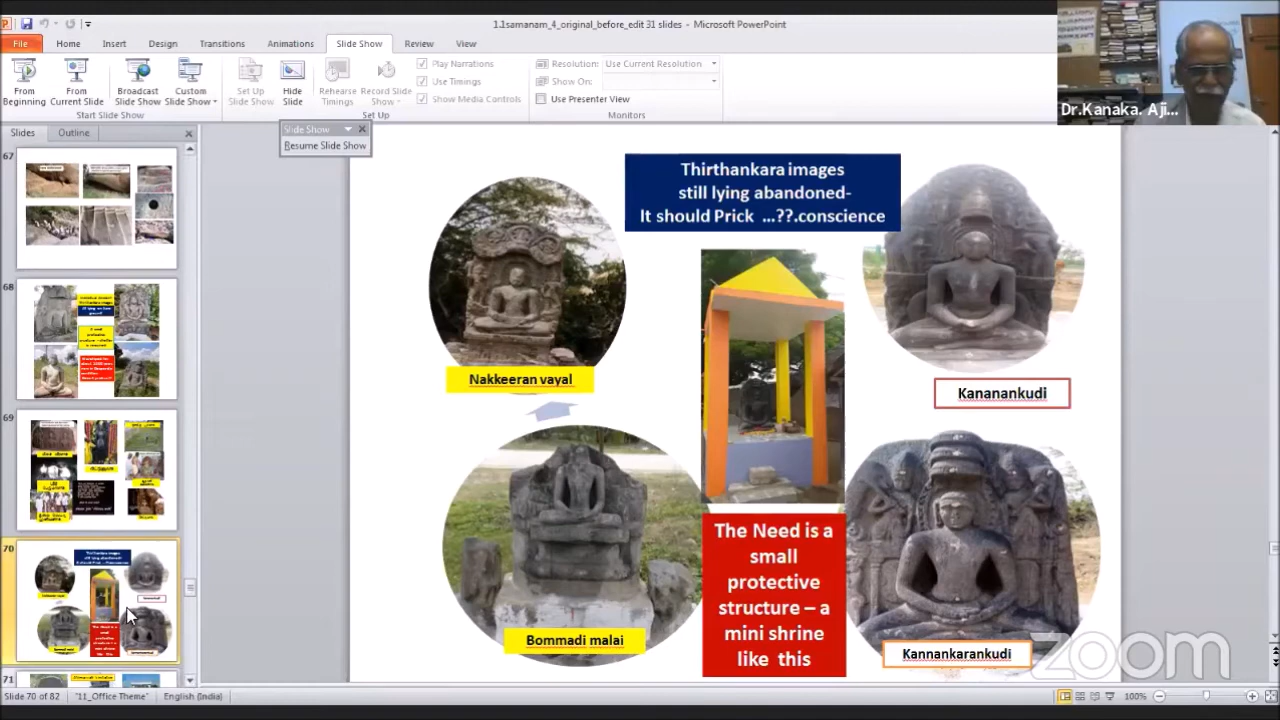 1.1samanam_4_original_before_edit 31 slides - Microsoft PowerPoint
File Home Insert Design Transitions Animations Slide Show Review View
From Beginning
From Current Slide
Broadcast Slide Show
Custom Slide Show
Set Up Slide Show
Hide Slide
Rehearse Timings
Record Slide Show
Play Narrations
Use Timings
Show Media Controls
Resolution: Use Current Resolution
Show On:
Use Presenter View
Start Slide Show
Set Up
Monitors
Dr.Kanaka. Aji...
Slides Outline
Slide Show
Resume Slide Show
67
68
69
70
71
Thirthankara images
still lying abandoned-
It should Prick ...??.conscience
Nakkeeran vayal
Kananankudi
The Need is a
small
protective
structure – a
mini shrine
like this
Bommadi malai
Kannankarankudi
zoom
Slide 70 of 82
"11_Office Theme"
English (India)
100%